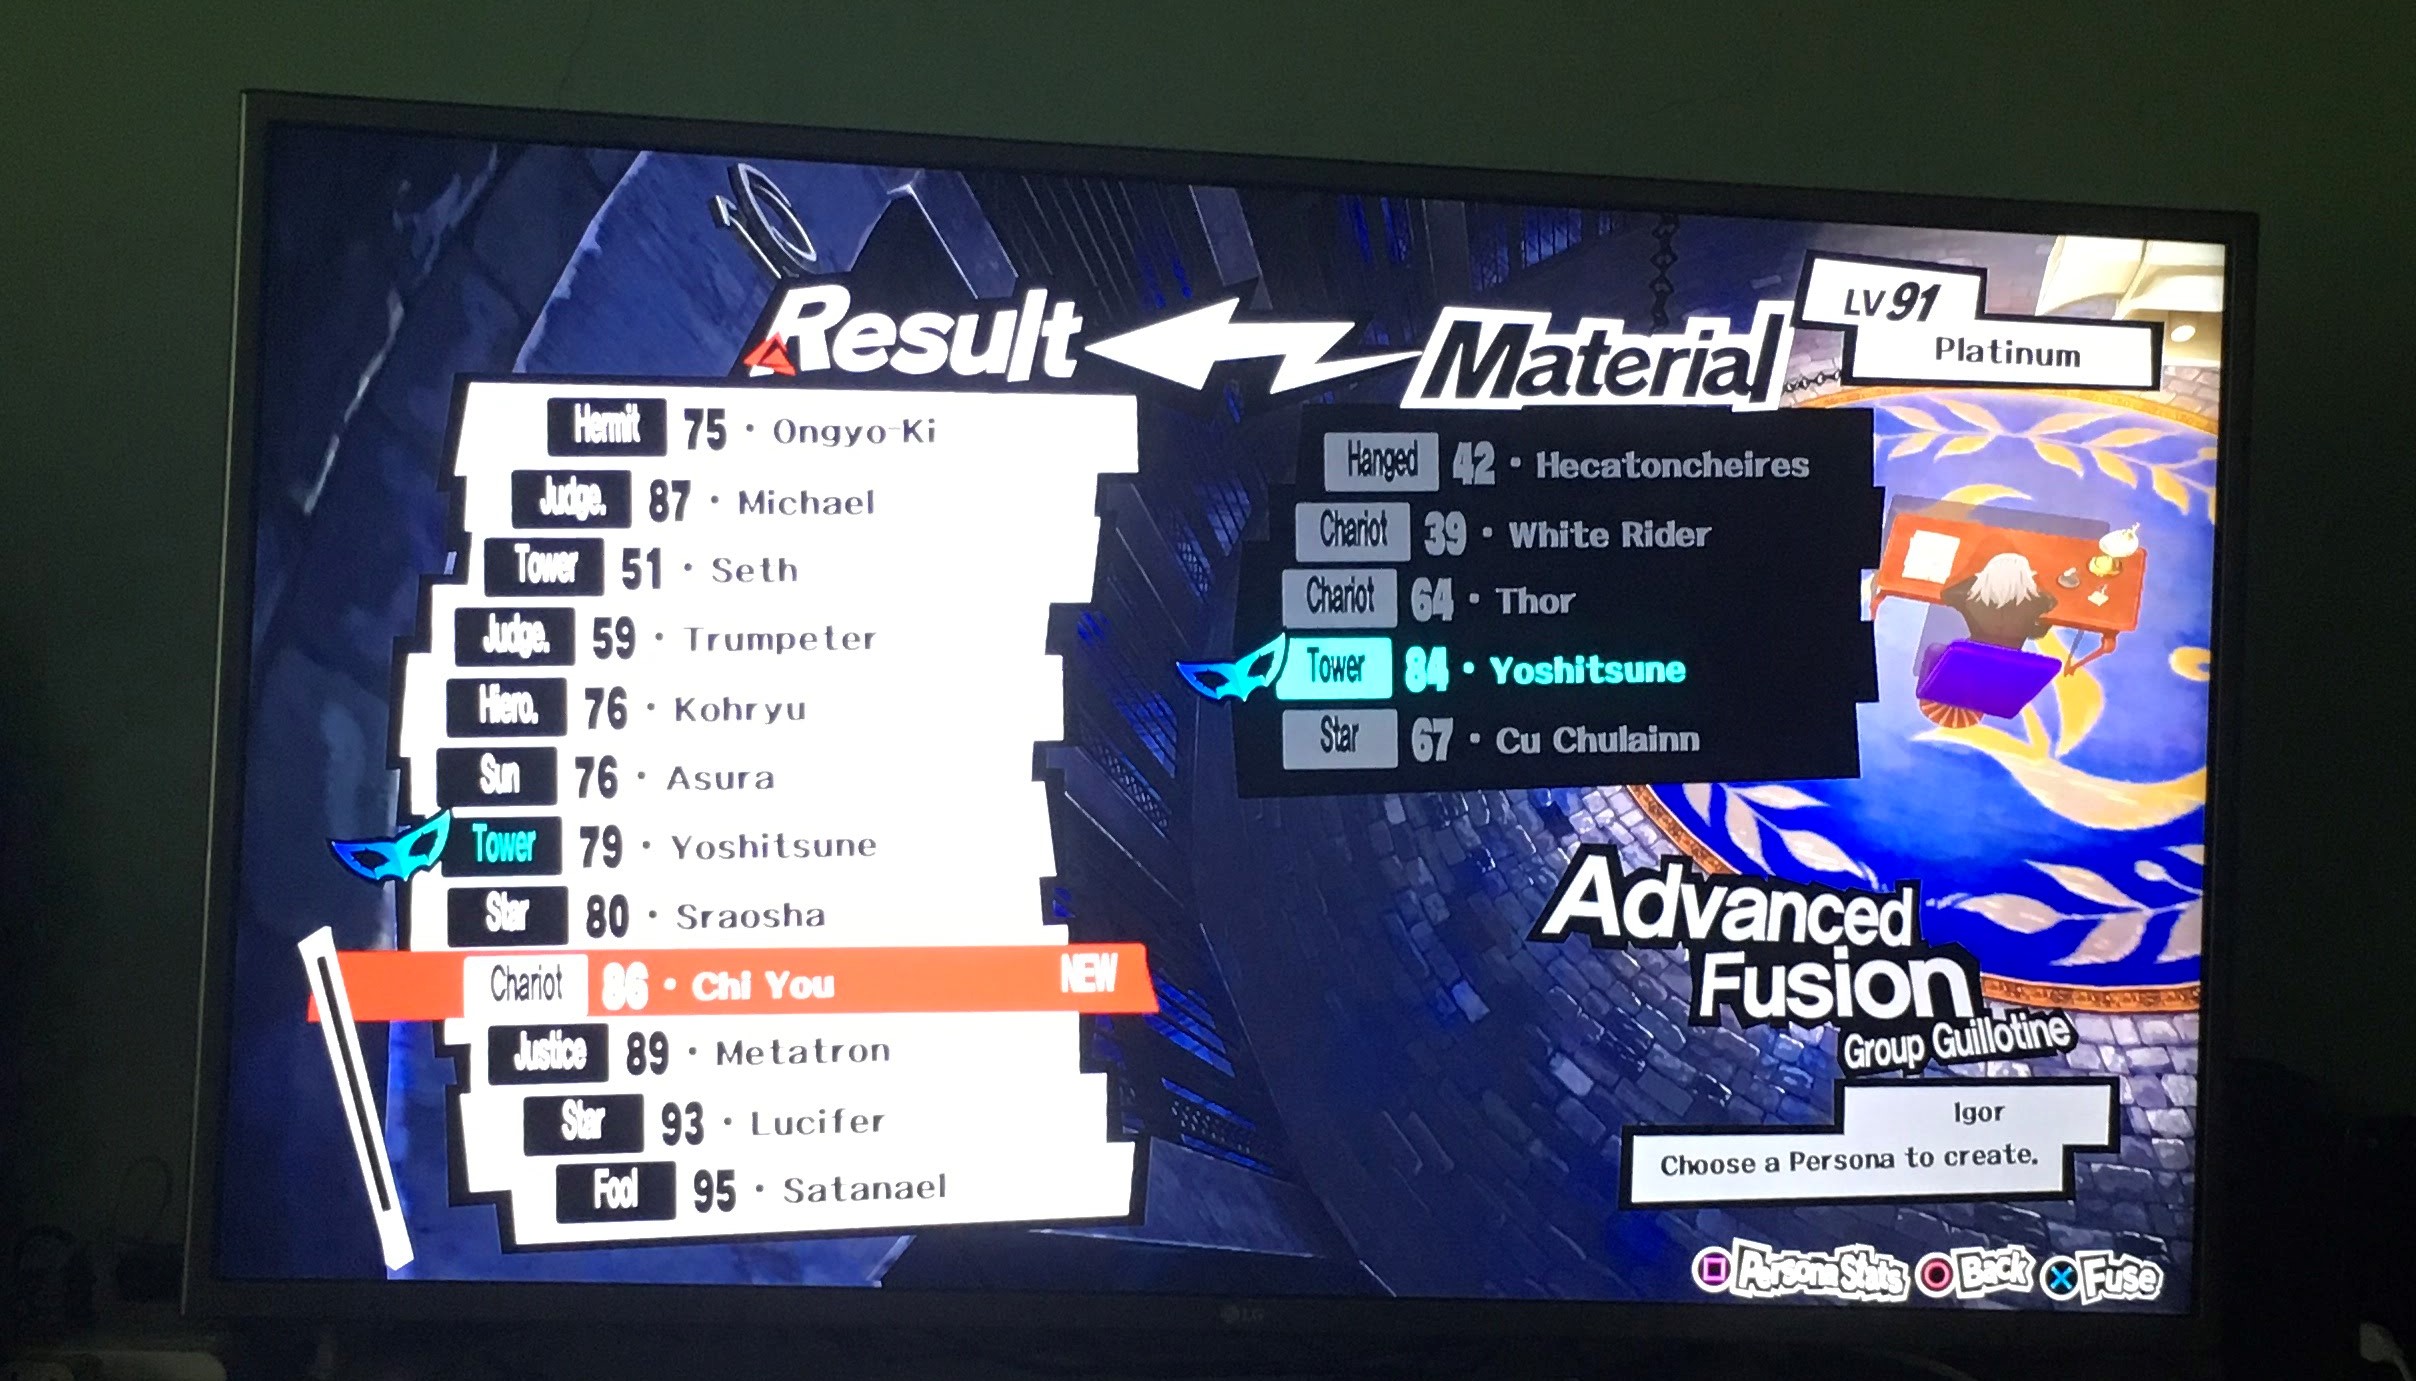 Result
Material
LV 91
Platinum
Hermit 75 · Ongyo-Ki
Judge. 87 · Michael
Tower 51 · Seth
Judge. 59 · Trumpeter
Hiero. 76 · Kohryu
Sun 76 · Asura
Tower 79 · Yoshitsune
Star 80 · Sraosha
Chariot 86 · Chi You NEW
Justice 89 · Metatron
Star 93 · Lucifer
Fool 95 · Satanael
Hanged 42 · Hecatoncheires
Chariot 39 · White Rider
Chariot 64 · Thor
Tower 84 · Yoshitsune
Star 67 · Cu Chulainn
Advanced
Fusion
Group Guillotine
Igor
Choose a Persona to create.
Persona Stats Back Fuse
LG